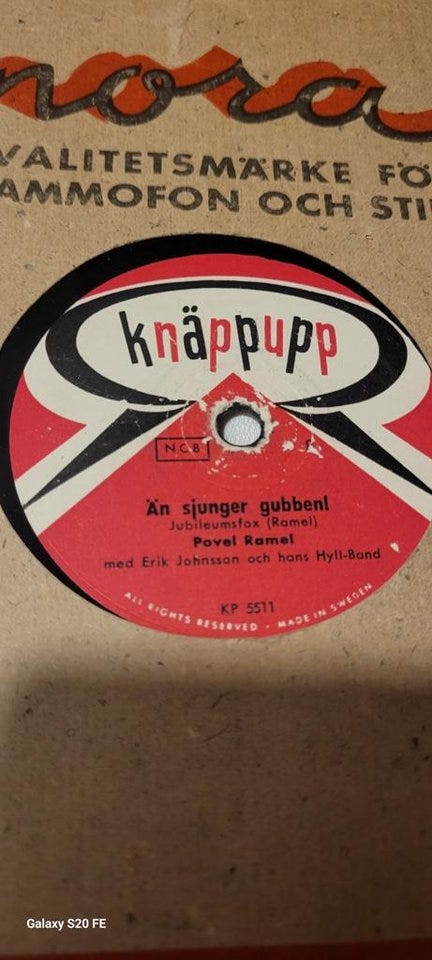 nora
VALITETSMÄRKE FÖ
AMMOFON OCH STI
knäppupp
NCB
Än sjunger gubben!
Jubileumsfox (Ramel)
Povel Ramel
med Erik Johnsson och hans Hyll-Band
KP 5511
ALL RIGHTS RESERVED - MADE IN SWEDEN
Galaxy S20 FE